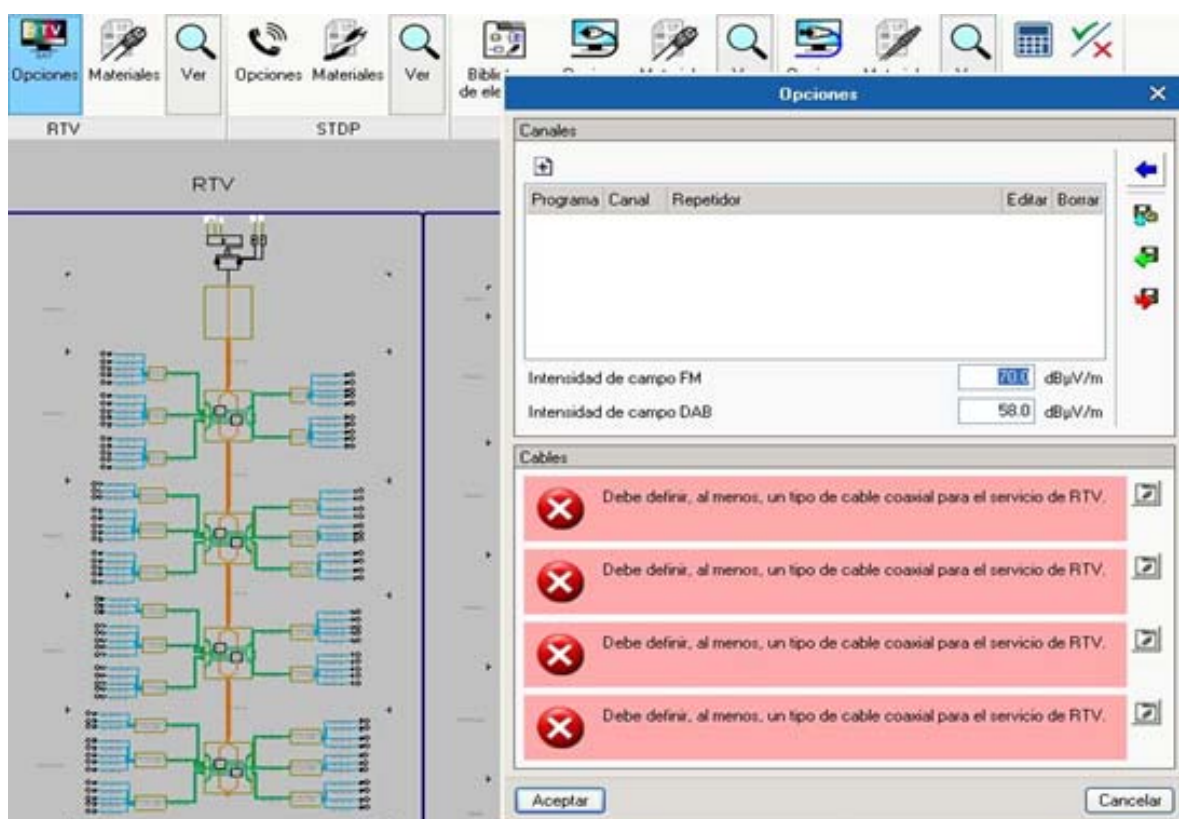 Opciones Materiales Ver Opciones Materiales Ver
RTV STDP
RTV
Opciones
Canales
Programa Canal Repetidor Editar Borrar
Intensidad de campo FM 70.0 dBµV/m
Intensidad de campo DAB 58.0 dBµV/m
Cables
Debe definir, al menos, un tipo de cable coaxial para el servicio de RTV.
Debe definir, al menos, un tipo de cable coaxial para el servicio de RTV.
Debe definir, al menos, un tipo de cable coaxial para el servicio de RTV.
Debe definir, al menos, un tipo de cable coaxial para el servicio de RTV.
Aceptar Cancelar